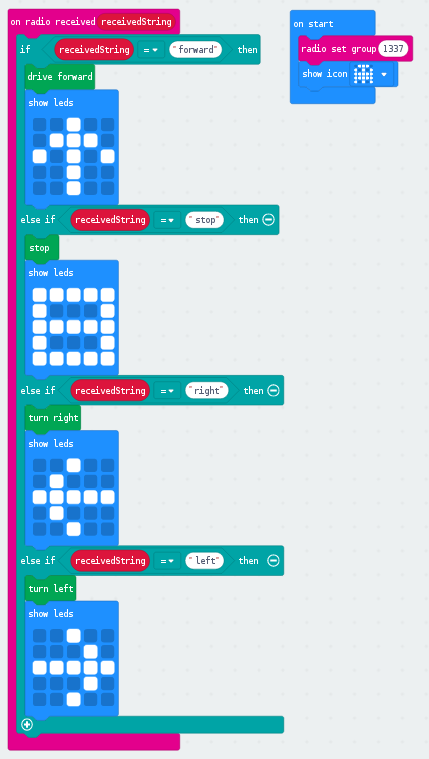 on radio received receivedString
if receivedString = "forward" then
drive forward
show leds
else if receivedString = "stop" then
stop
show leds
else if receivedString = "right" then
turn right
show leds
else if receivedString = "left" then
turn left
show leds
on start
radio set group 1337
show icon